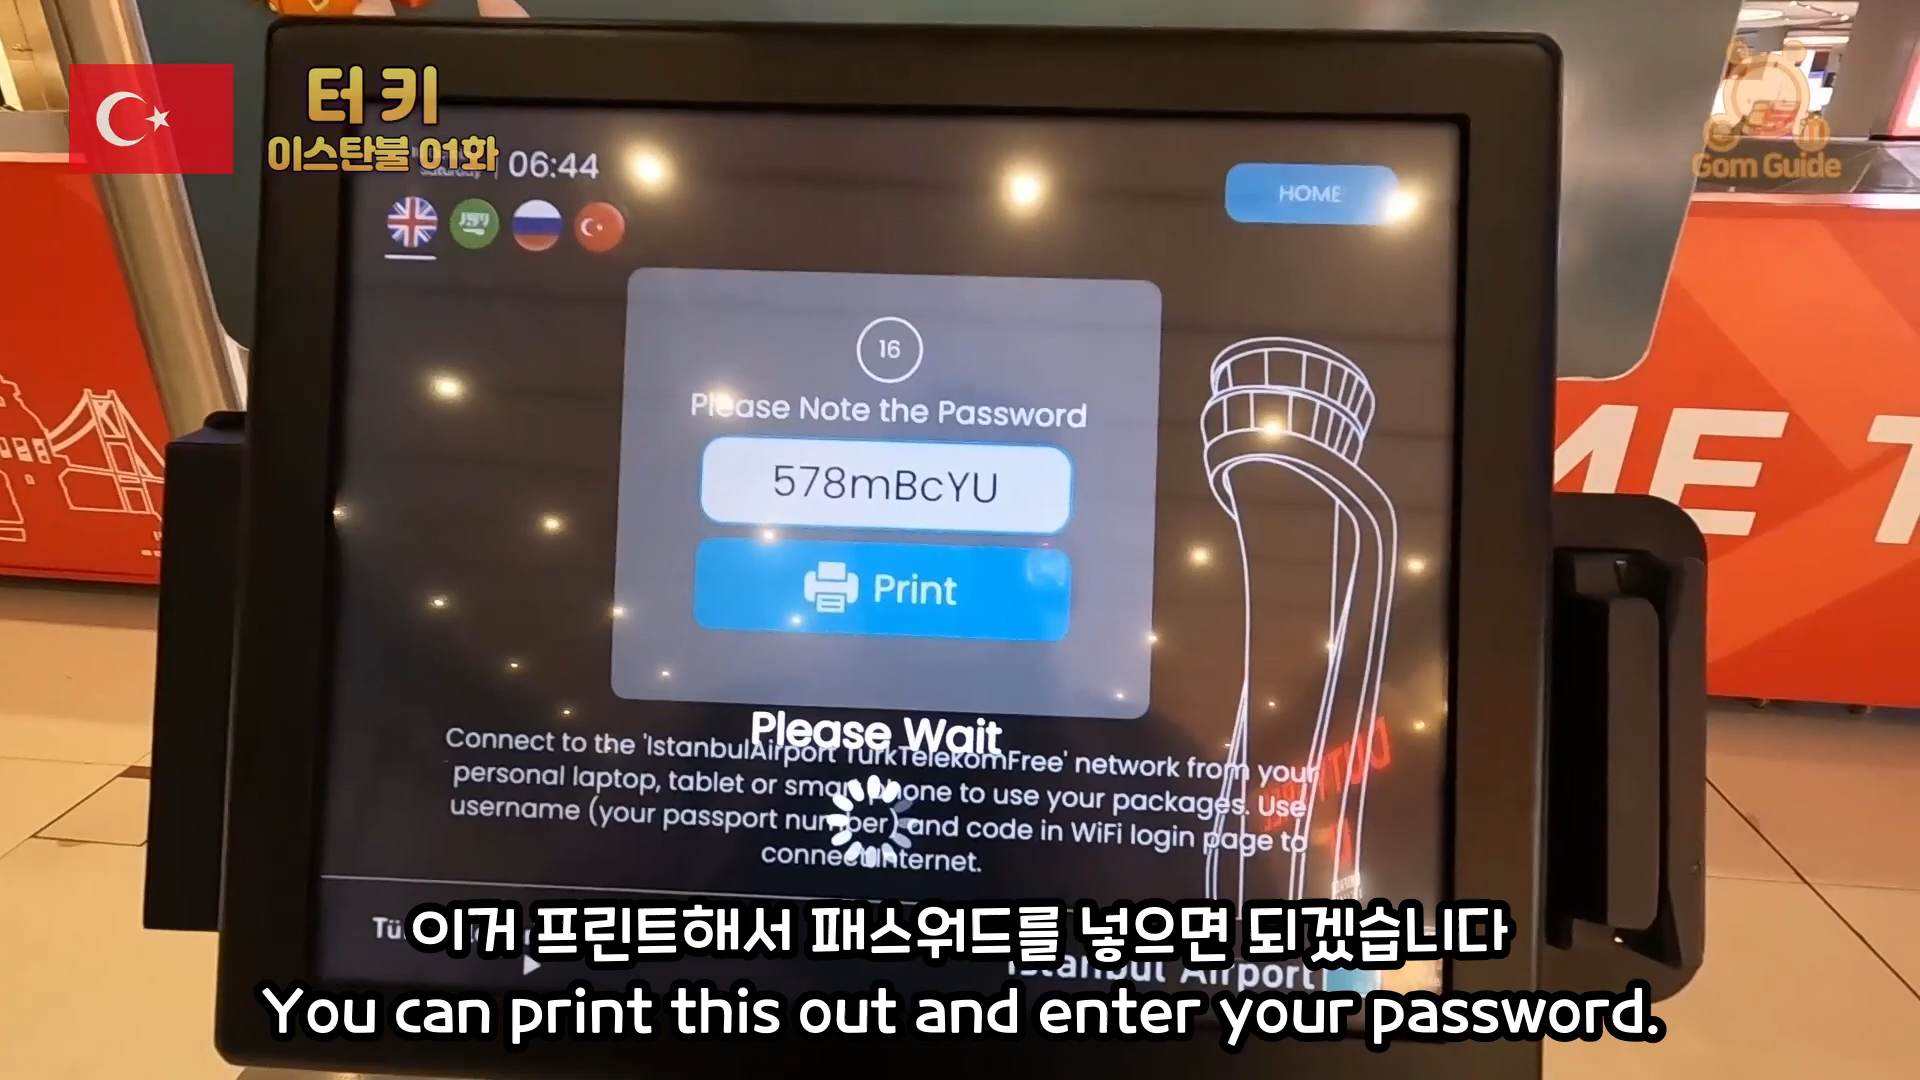 터키
이스탄불 01화
Saturday | 06:44
HOME
Gom Guide
16
Please Note the Password
578mBcYU
Print
Please Wait
Connect to the 'IstanbulAirport TurkTelekomFree' network from your
personal laptop, tablet or smartphone to use your packages. Use
username (your passport number) and code in WiFi login page to
connect internet.
ME T
Istanbul Airport
이거 프린트해서 패스워드를 넣으면 되겠습니다
You can print this out and enter your password.